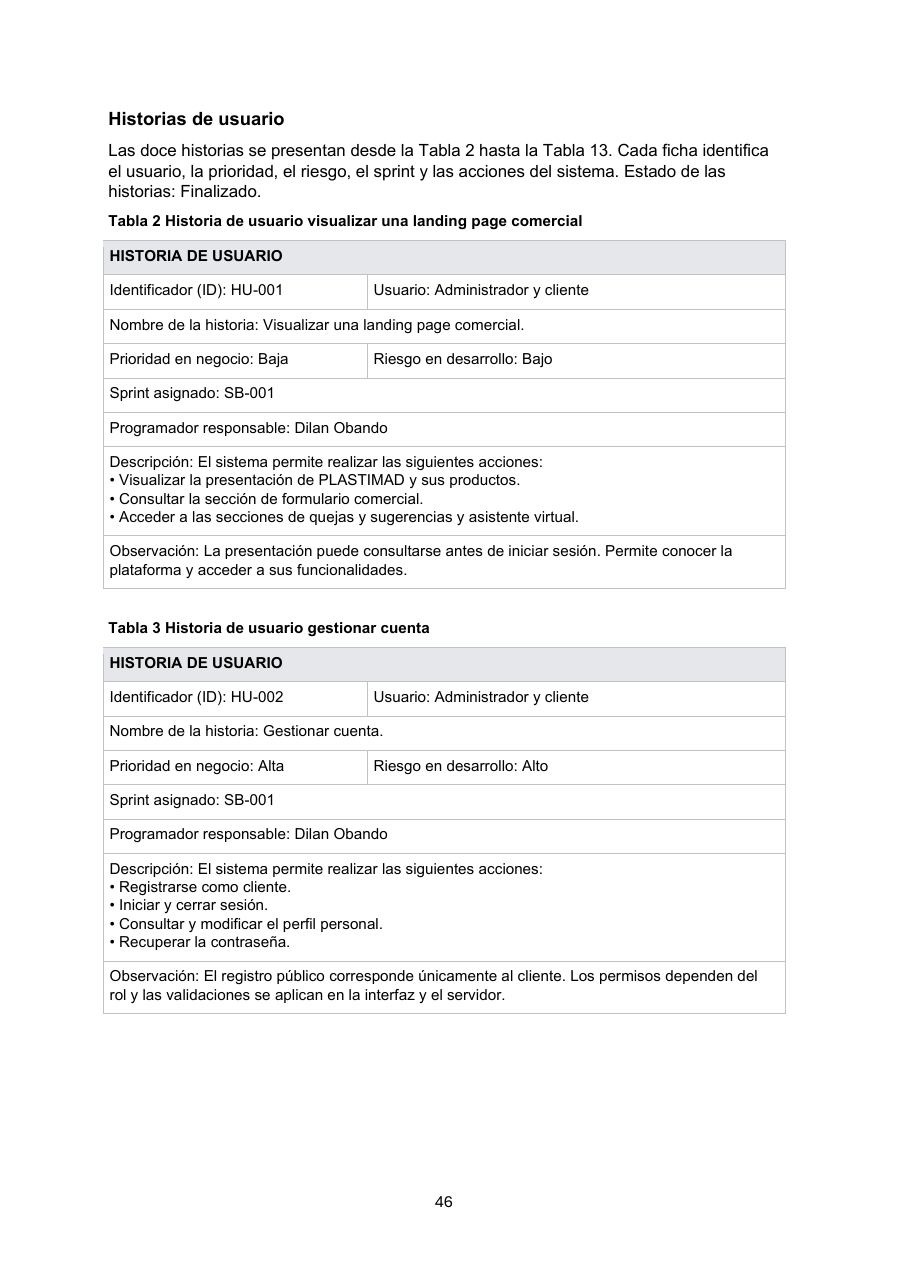 Historias de usuario
Las doce historias se presentan desde la Tabla 2 hasta la Tabla 13. Cada ficha identifica
el usuario, la prioridad, el riesgo, el sprint y las acciones del sistema. Estado de las
historias: Finalizado.
Tabla 2 Historia de usuario visualizar una landing page comercial
HISTORIA DE USUARIO
Identificador (ID): HU-001
Usuario: Administrador y cliente
Nombre de la historia: Visualizar una landing page comercial.
Prioridad en negocio: Baja
Riesgo en desarrollo: Bajo
Sprint asignado: SB-001
Programador responsable: Dilan Obando
Descripción: El sistema permite realizar las siguientes acciones:
• Visualizar la presentación de PLASTIMAD y sus productos.
• Consultar la sección de formulario comercial.
• Acceder a las secciones de quejas y sugerencias y asistente virtual.
Observación: La presentación puede consultarse antes de iniciar sesión. Permite conocer la
plataforma y acceder a sus funcionalidades.
Tabla 3 Historia de usuario gestionar cuenta
HISTORIA DE USUARIO
Identificador (ID): HU-002
Usuario: Administrador y cliente
Nombre de la historia: Gestionar cuenta.
Prioridad en negocio: Alta
Riesgo en desarrollo: Alto
Sprint asignado: SB-001
Programador responsable: Dilan Obando
Descripción: El sistema permite realizar las siguientes acciones:
• Registrarse como cliente.
• Iniciar y cerrar sesión.
• Consultar y modificar el perfil personal.
• Recuperar la contraseña.
Observación: El registro público corresponde únicamente al cliente. Los permisos dependen del
rol y las validaciones se aplican en la interfaz y el servidor.
46